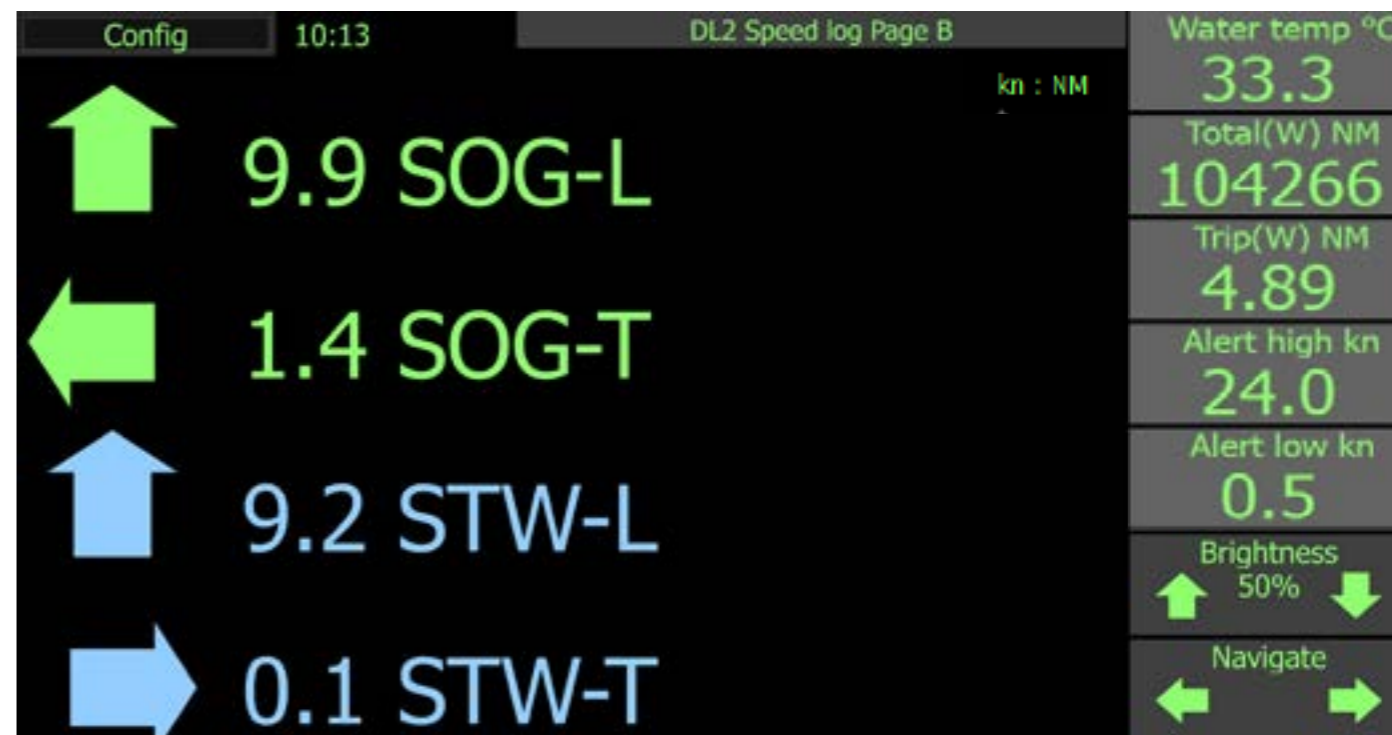 Config 10:13 DL2 Speed log Page B
kn : NM
9.9 SOG-L
1.4 SOG-T
9.2 STW-L
0.1 STW-T
Water temp ºC
33.3
Total(W) NM
104266
Trip(W) NM
4.89
Alert high kn
24.0
Alert low kn
0.5
Brightness
50%
Navigate